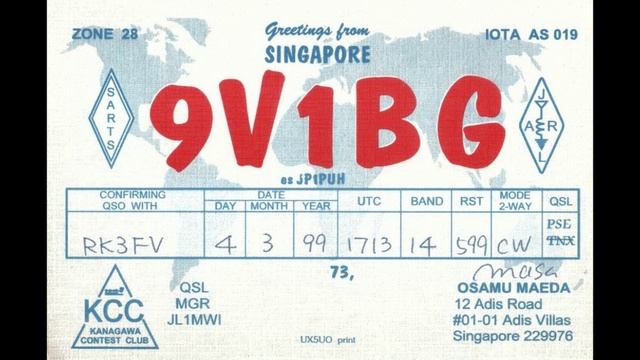 ZONE 28
Greetings from
IOTA AS 019
SINGAPORE
SARTS
9V1BG
JARL
es JP1PUH
CONFIRMING QSO WITH
DATE
DAY MONTH YEAR
UTC
BAND
RST
MODE 2-WAY
QSL
RK3FV 4 3 99 1713 14 599 CW
PSE
TNX
73,
masa
KCC
KANAGAWA
CONTEST CLUB
QSL
MGR
JL1MWI
OSAMU MAEDA
12 Adis Road
#01-01 Adis Villas
Singapore 229976
UX5UO print